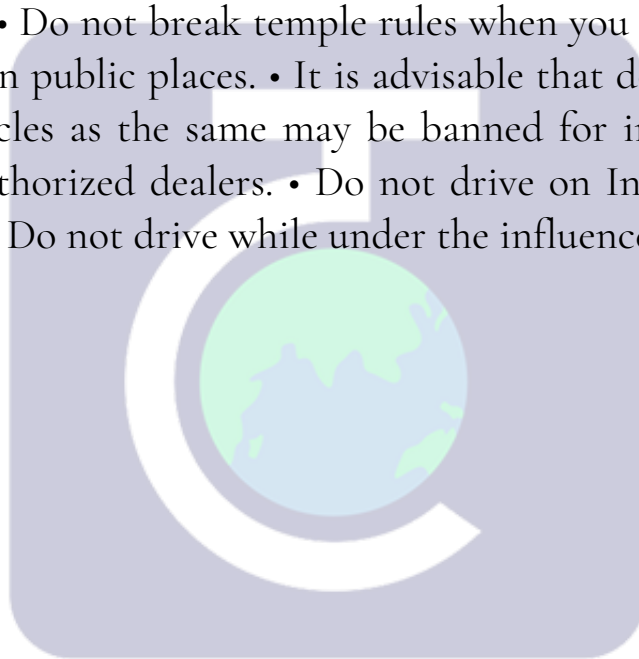 • Do not break temple rules when you
n public places. • It is advisable that d
cles as the same may be banned for i
thorized dealers. • Do not drive on In
Do not drive while under the influenc